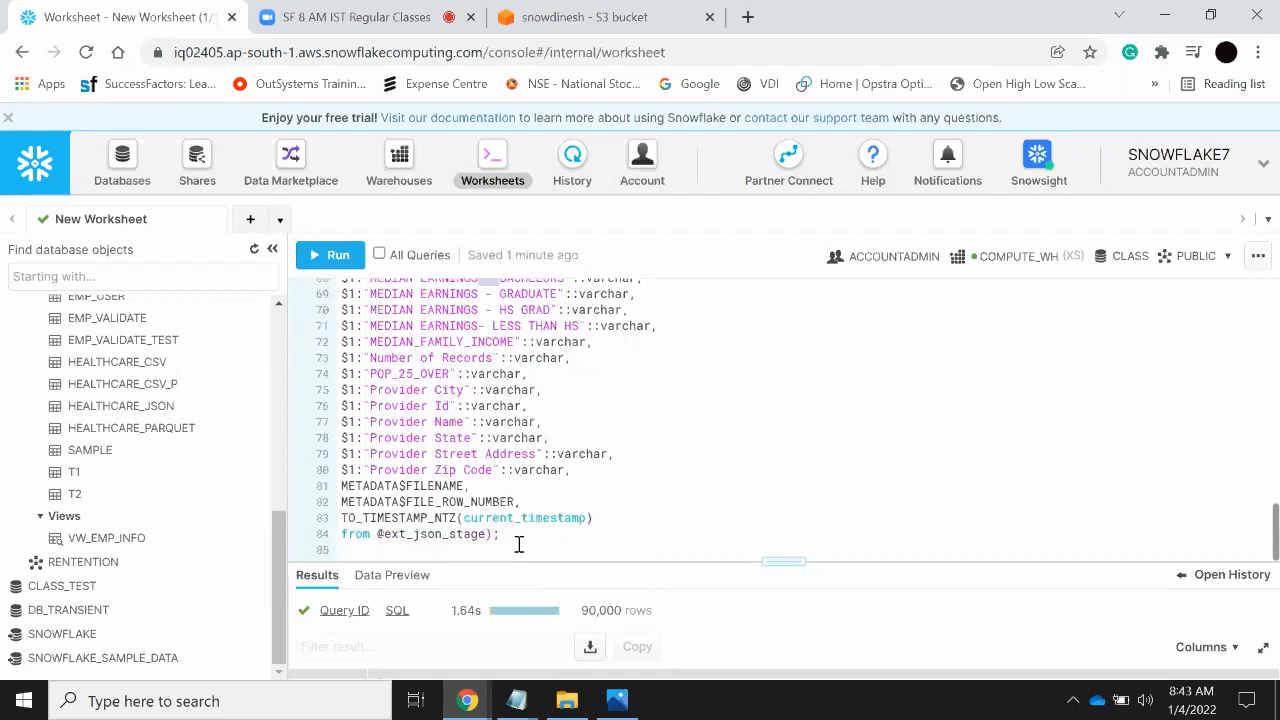 Worksheet - New Worksheet (1/
SF 8 AM IST Regular Classes
snowdinesh - S3 bucket
iq02405.ap-south-1.aws.snowflakecomputing.com/console#/internal/worksheet
Apps
SuccessFactors: Lea...
OutSystems Training...
Expense - Free Busi...
NSE - National Stoc...
Google
VDI
Home | Opstra Opti...
Open High Low Sca...
»
Reading list
Enjoy your free trial! Visit our documentation to learn more about using Snowflake or contact our support team with any questions.
Databases
Shares
Data Marketplace
Warehouses
Worksheets
History
Account
Partner Connect
Help
Notifications
Snowsight
SNOWFLAKE7
ACCOUNTADMIN
New Worksheet
Find database objects
Starting with...
Run
All Queries
Saved 1 minute ago
ACCOUNTADMIN
COMPUTE_WH (XS)
CLASS
PUBLIC
EMP_USER
EMP_VALIDATE
EMP_VALIDATE_TEST
HEALTHCARE_CSV
HEALTHCARE_CSV_P
HEALTHCARE_JSON
HEALTHCARE_PARQUET
SAMPLE
T1
T2
Views
VW_EMP_INFO
RENTENTION
CLASS_TEST
DB_TRANSIENT
SNOWFLAKE
SNOWFLAKE_SAMPLE_DATA
69 $1:"MEDIAN EARNINGS - GRADUATE"::varchar,
70 $1:"MEDIAN EARNINGS - HS GRAD"::varchar,
71 $1:"MEDIAN EARNINGS- LESS THAN HS"::varchar,
72 $1:"MEDIAN_FAMILY_INCOME"::varchar,
73 $1:"Number of Records"::varchar,
74 $1:"POP_25_OVER"::varchar,
75 $1:"Provider City"::varchar,
76 $1:"Provider Id"::varchar,
77 $1:"Provider Name"::varchar,
78 $1:"Provider State"::varchar,
79 $1:"Provider Street Address"::varchar,
80 $1:"Provider Zip Code"::varchar,
81 METADATA$FILENAME,
82 METADATA$FILE_ROW_NUMBER,
83 TO_TIMESTAMP_NTZ(current_timestamp)
84 from @ext_json_stage);
85
Results
Data Preview
Open History
Query ID
SQL
1.64s
90,000 rows
Filter result...
Copy
Columns
Type here to search
8:43 AM
1/4/2022